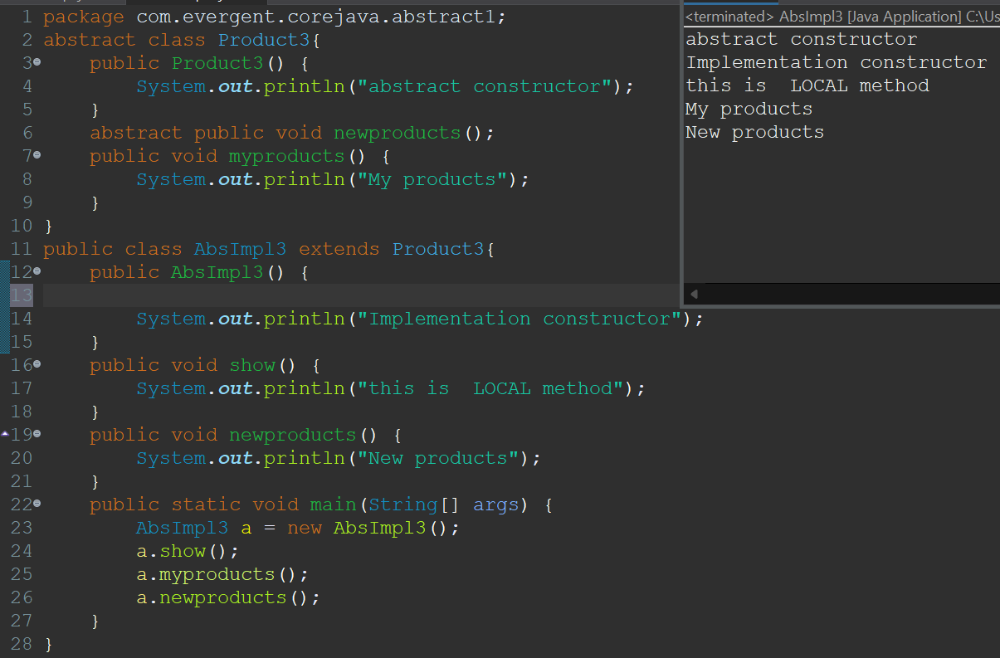 1 package com.evergent.corejava.abstract1;
2 abstract class Product3{
3     public Product3() {
4         System.out.println("abstract constructor");
5     }
6     abstract public void newproducts();
7     public void myproducts() {
8         System.out.println("My products");
9     }
10 }
11 public class AbsImpl3 extends Product3{
12     public AbsImpl3() {
13
14         System.out.println("Implementation constructor");
15     }
16     public void show() {
17         System.out.println("this is  LOCAL method");
18     }
19     public void newproducts() {
20         System.out.println("New products");
21     }
22     public static void main(String[] args) {
23         AbsImpl3 a = new AbsImpl3();
24         a.show();
25         a.myproducts();
26         a.newproducts();
27     }
28 }
<terminated> AbsImpl3 [Java Application] C:\Us
abstract constructor
Implementation constructor
this is  LOCAL method
My products
New products